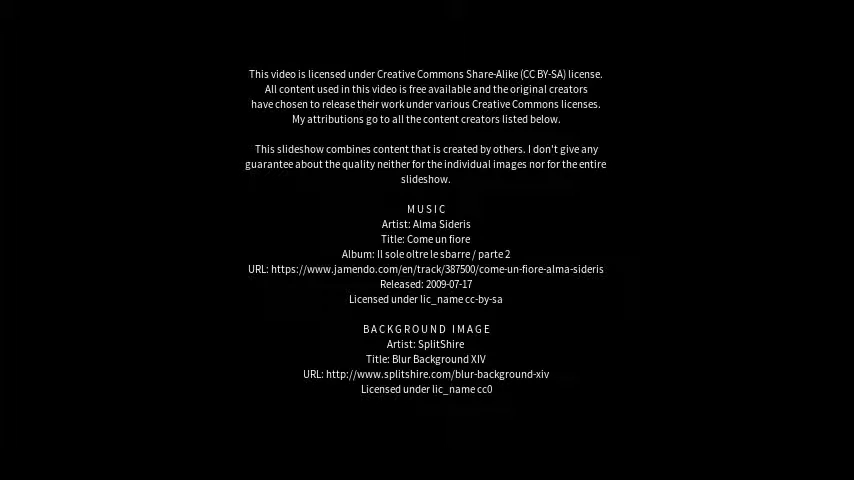 This video is licensed under Creative Commons Share-Alike (CC BY-SA) license.
All content used in this video is free available and the original creators
have chosen to release their work under various Creative Commons licenses.
My attributions go to all the content creators listed below.
This slideshow combines content that is created by others. I don't give any
guarantee about the quality neither for the individual images nor for the entire
slideshow.
MUSIC
Artist: Alma Sideris
Title: Come un fiore
Album: Il sole oltre le sbarre / parte 2
URL: https://www.jamendo.com/en/track/387500/come-un-fiore-alma-sideris
Released: 2009-07-17
Licensed under lic_name cc-by-sa
BACKGROUND IMAGE
Artist: SplitShire
Title: Blur Background XIV
URL: http://www.splitshire.com/blur-background-xiv
Licensed under lic_name cc0